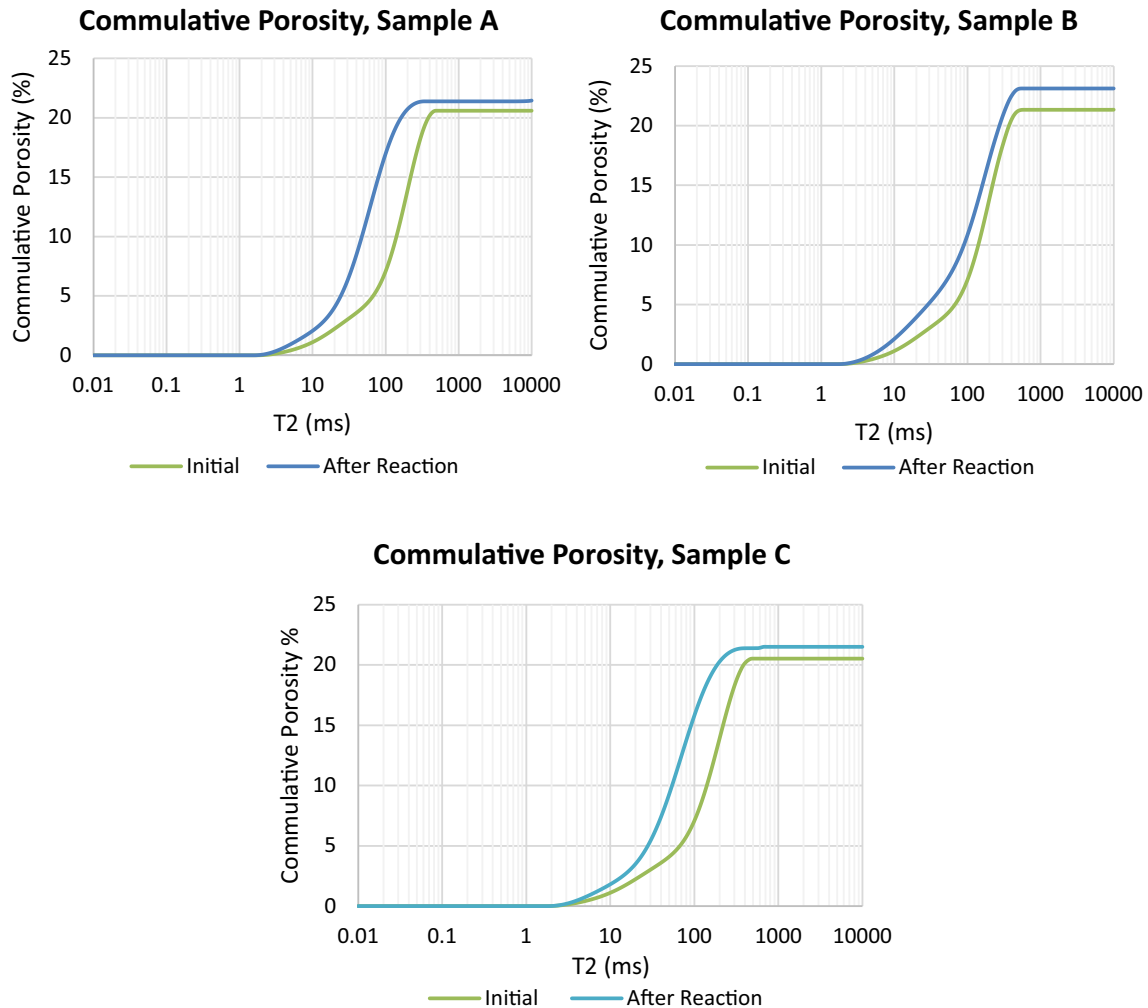 Commulative Porosity, Sample A
Commulative Porosity (%)
25
20
15
10
5
0
0.01 0.1 1 10 100 1000 10000
T2 (ms)
Initial After Reaction
Commulative Porosity, Sample B
Commulative Porosity (%)
25
20
15
10
5
0
0.01 0.1 1 10 100 1000 10000
T2 (ms)
Initial After Reaction
Commulative Porosity, Sample C
Commulative Porosity %
25
20
15
10
5
0
0.01 0.1 1 10 100 1000 10000
T2 (ms)
Initial After Reaction